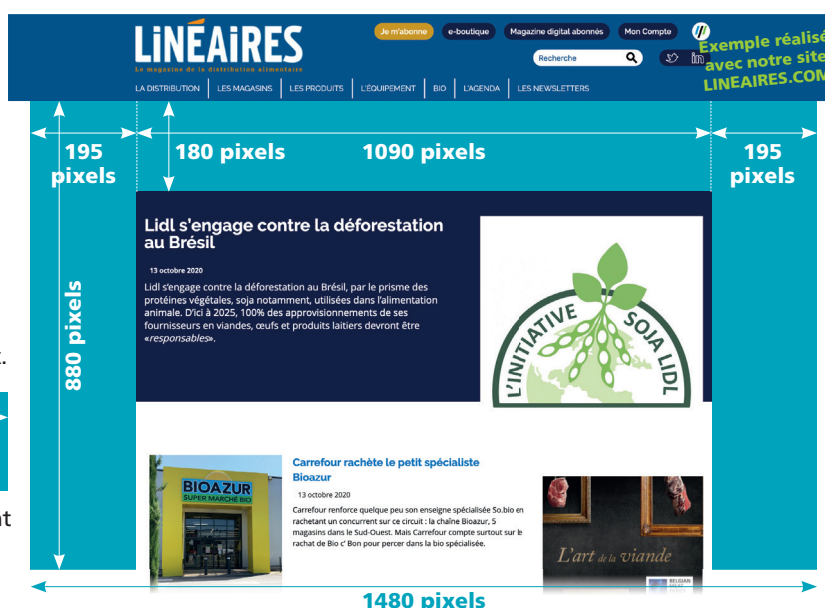 LiNÉAiRES
Le magazine de la distribution alimentaire
Je m'abonne
e-boutique
Magazine digital abonnés
Mon Compte
Recherche
in
Exemple réalisé
avec notre site
LINEAIRES.COM
LA DISTRIBUTION
LES MAGASINS
LES PRODUITS
L'ÉQUIPEMENT
BIO
L'AGENDA
LES NEWSLETTERS
195
pixels
180 pixels
1090 pixels
195
pixels
880 pixels
Lidl s'engage contre la déforestation
au Brésil
13 octobre 2020
Lidl s'engage contre la déforestation au Brésil, par le prisme des
protéines végétales, soja notamment, utilisées dans l'alimentation
animale. D'ici à 2025, 100% des approvisionnements de ses
fournisseurs en viandes, œufs et produits laitiers devront être
«responsables».
L'INITIATIVE SOJA LIDL
BIOAZUR
SUPER MARCHÉ BIO
Carrefour rachète le petit spécialiste
Bioazur
13 octobre 2020
Carrefour renforce quelque peu son enseigne spécialisée So.bio en
rachetant un concurrent sur ce circuit : la chaîne Bioazur, 5
magasins dans le Sud-Ouest. Mais Carrefour compte surtout sur le
rachat de Bio c' Bon pour percer dans la bio spécialisée.
L'art de la viande
BELGIAN
MEAT
1480 pixels